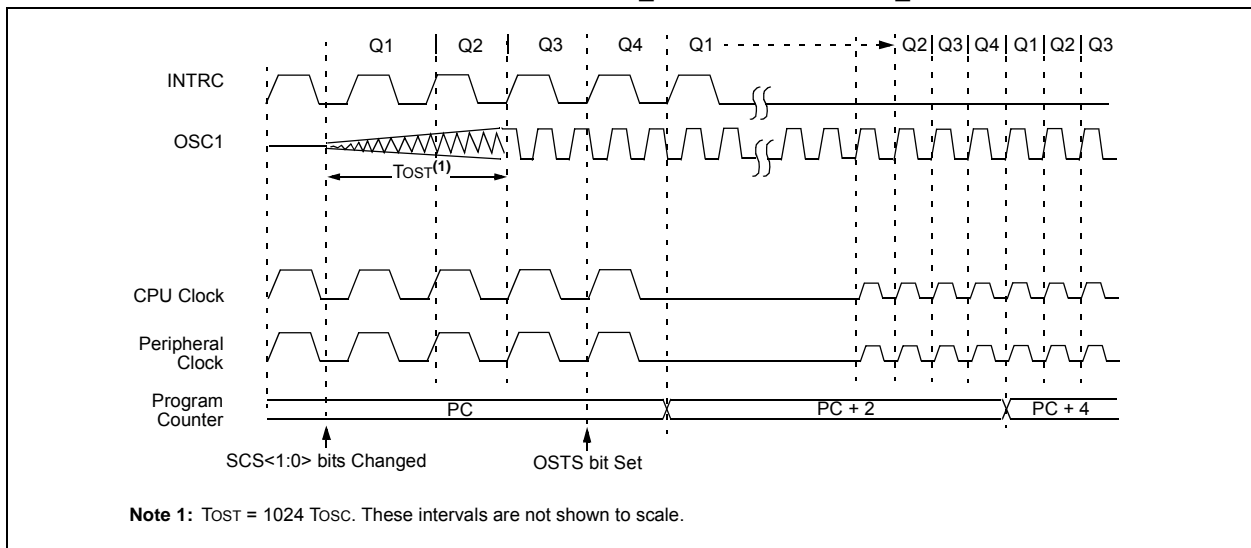 Q1 Q2 Q3 Q4 Q1 Q2 Q3 Q4 Q1 Q2 Q3
INTRC
OSC1
TOST(1)
CPU Clock
Peripheral
Clock
Program
Counter
PC PC + 2 PC + 4
SCS<1:0> bits Changed OSTS bit Set
Note 1: TOST = 1024 TOSC. These intervals are not shown to scale.